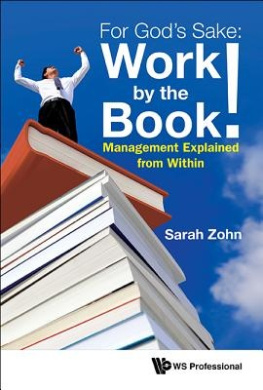 For God's Sake:
Work
by the
Book!
Management Explained
from Within
Sarah Zohn
WS Professional